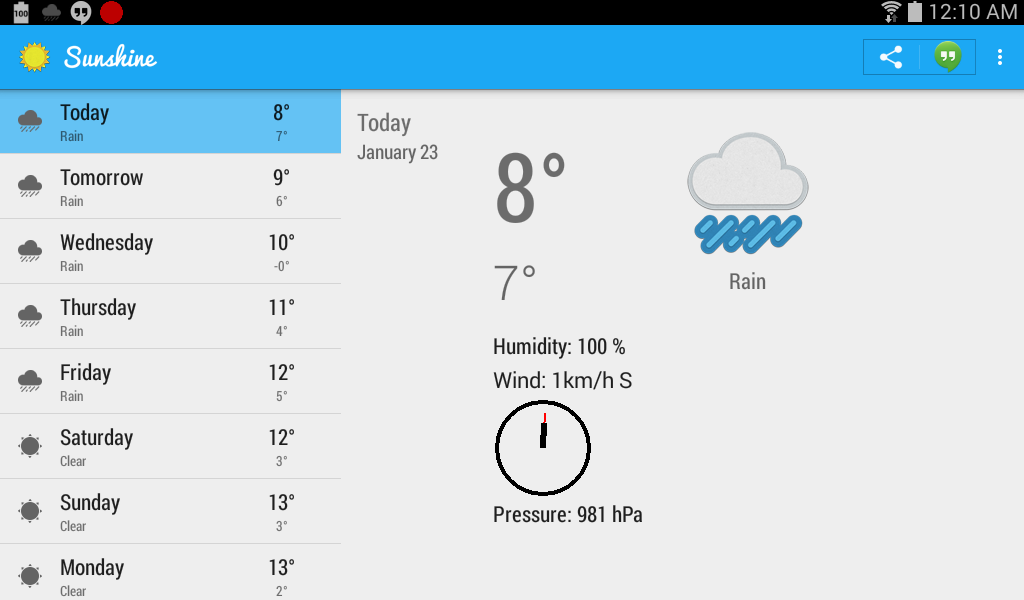 100
12:10 AM
Sunshine
Today 8°
Rain 7°
Tomorrow 9°
Rain 6°
Wednesday 10°
Rain -0°
Thursday 11°
Rain 4°
Friday 12°
Rain 5°
Saturday 12°
Clear 3°
Sunday 13°
Clear 3°
Monday 13°
Clear 2°
Today
January 23
8°
7°
Rain
Humidity: 100 %
Wind: 1km/h S
Pressure: 981 hPa